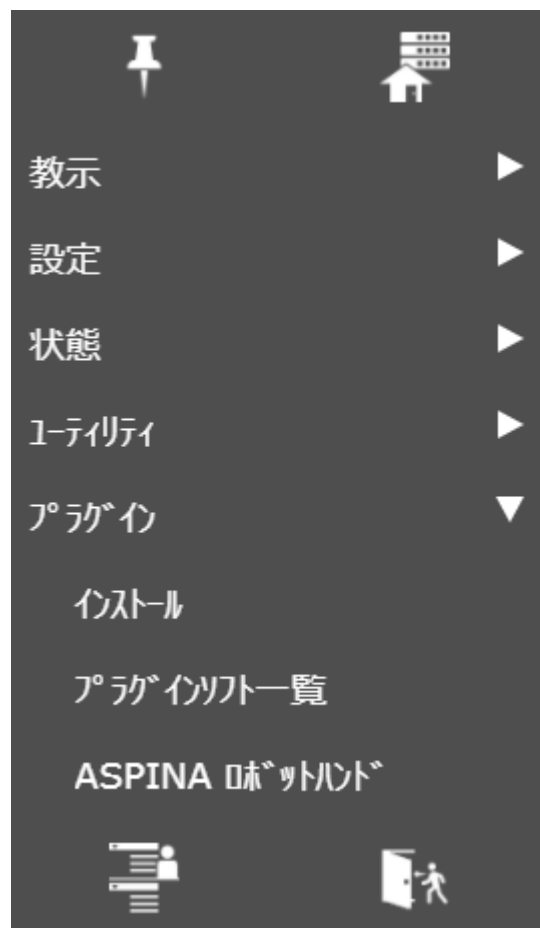 教示
設定
状態
ﾕｰﾃｨﾘﾃｨ
ﾌﾟﾗｸﾞｲﾝ
ｲﾝｽﾄｰﾙ
ﾌﾟﾗｸﾞｲﾝｿﾌﾄ一覧
ASPINA ﾛﾎﾞｯﾄﾊﾝﾄﾞ